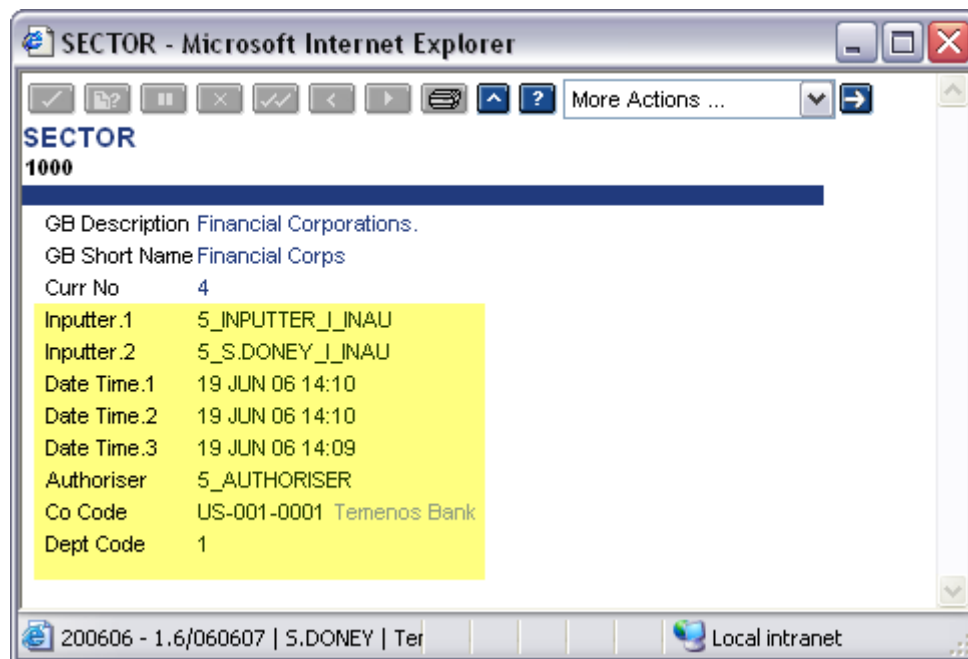 SECTOR - Microsoft Internet Explorer
More Actions ...
SECTOR
1000
GB Description Financial Corporations.
GB Short Name Financial Corps
Curr No 4
Inputter.1 5_INPUTTER_I_INAU
Inputter.2 5_S.DONEY_I_INAU
Date Time.1 19 JUN 06 14:10
Date Time.2 19 JUN 06 14:10
Date Time.3 19 JUN 06 14:09
Authoriser 5_AUTHORISER
Co Code US-001-0001 Temenos Bank
Dept Code 1
200606 - 1.6/060607 | S.DONEY | Ter Local intranet